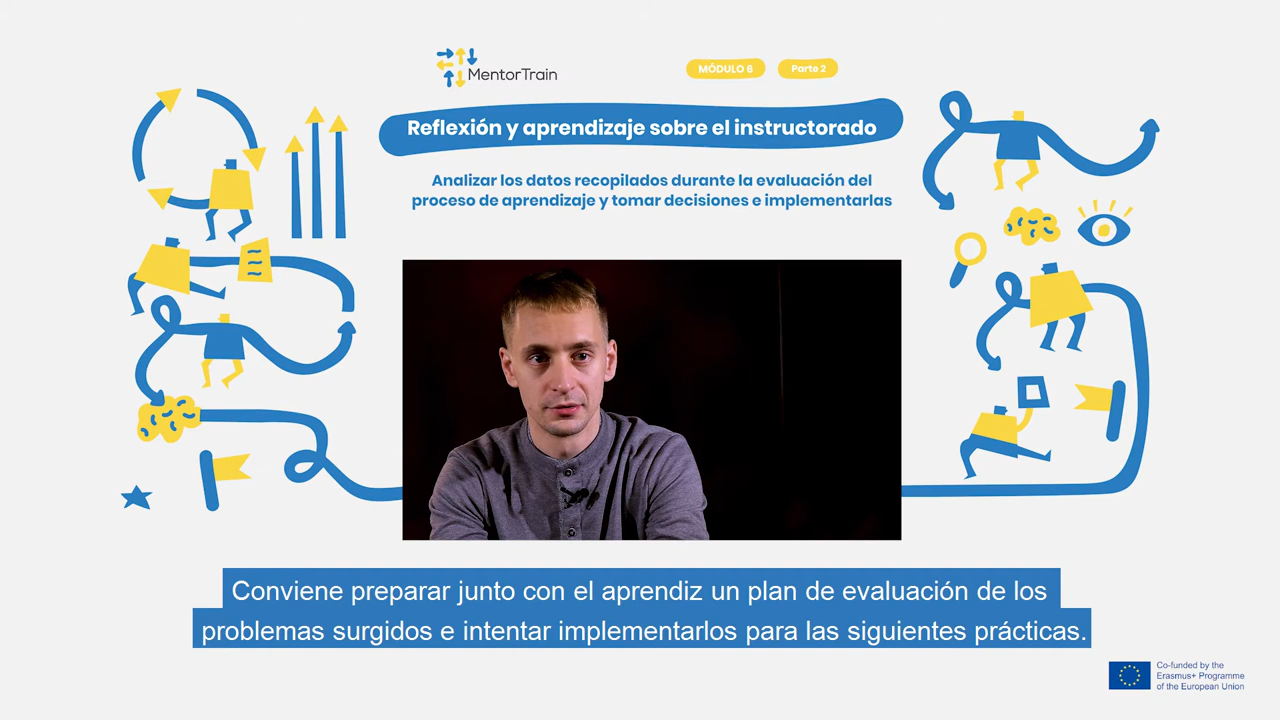 MentorTrain
MÓDULO 6
Parte 2
Reflexión y aprendizaje sobre el instructorado
Analizar los datos recopilados durante la evaluación del
proceso de aprendizaje y tomar decisiones e implementarlas
Conviene preparar junto con el aprendiz un plan de evaluación de los
problemas surgidos e intentar implementarlos para las siguientes prácticas.
Co-funded by the
Erasmus+ Programme
of the European Union